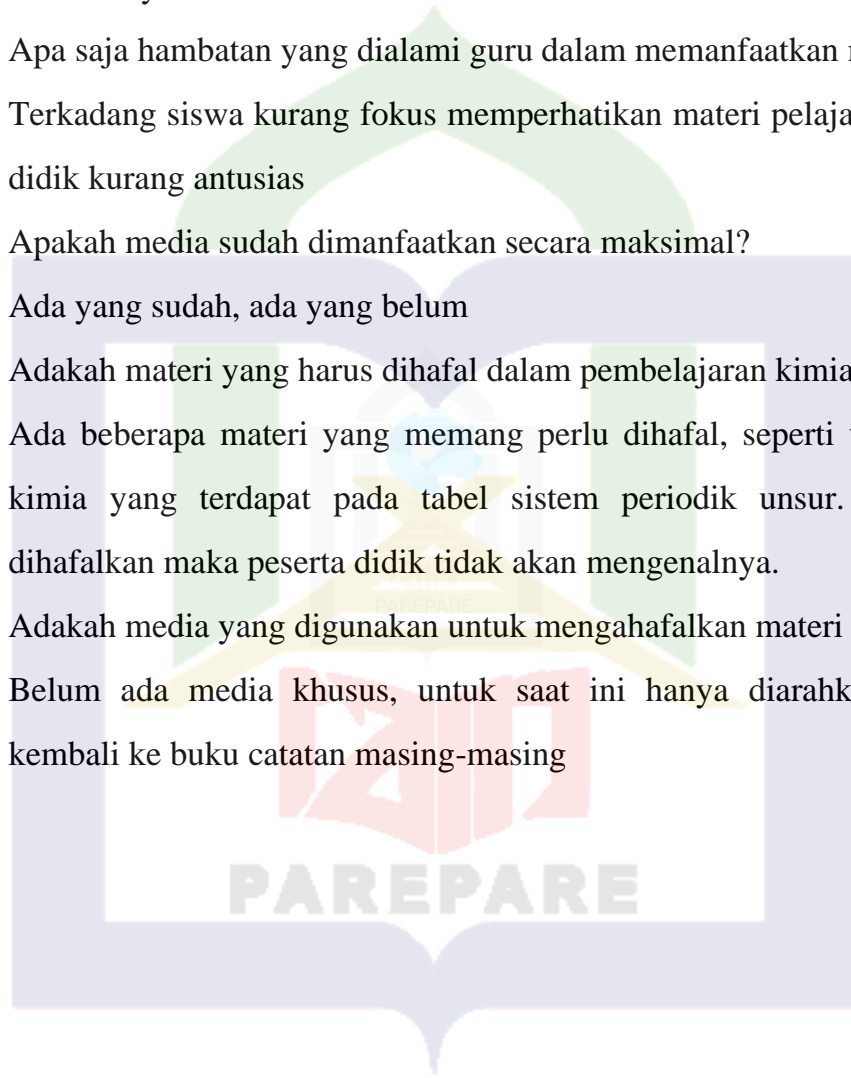 Apa saja hambatan yang dialami guru dalam memanfaatkan
Terkadang siswa kurang fokus memperhatikan materi
didik kurang antusias
Apakah media sudah dimanfaatkan secara maksimal?
Ada yang sudah, ada yang belum
Adakah materi yang harus dihafal dalam pembelajaran kimia
Ada beberapa materi yang memang perlu dihafal, seperti
kimia yang terdapat pada tabel sistem periodik unsur.
dihafalkan maka peserta didik tidak akan mengenalnya.
PAREPARE
Adakah media yang digunakan untuk mengahafalkan materi
Belum ada media khusus, untuk saat ini hanya
kembali ke buku catatan masing-masing
PAREPARE